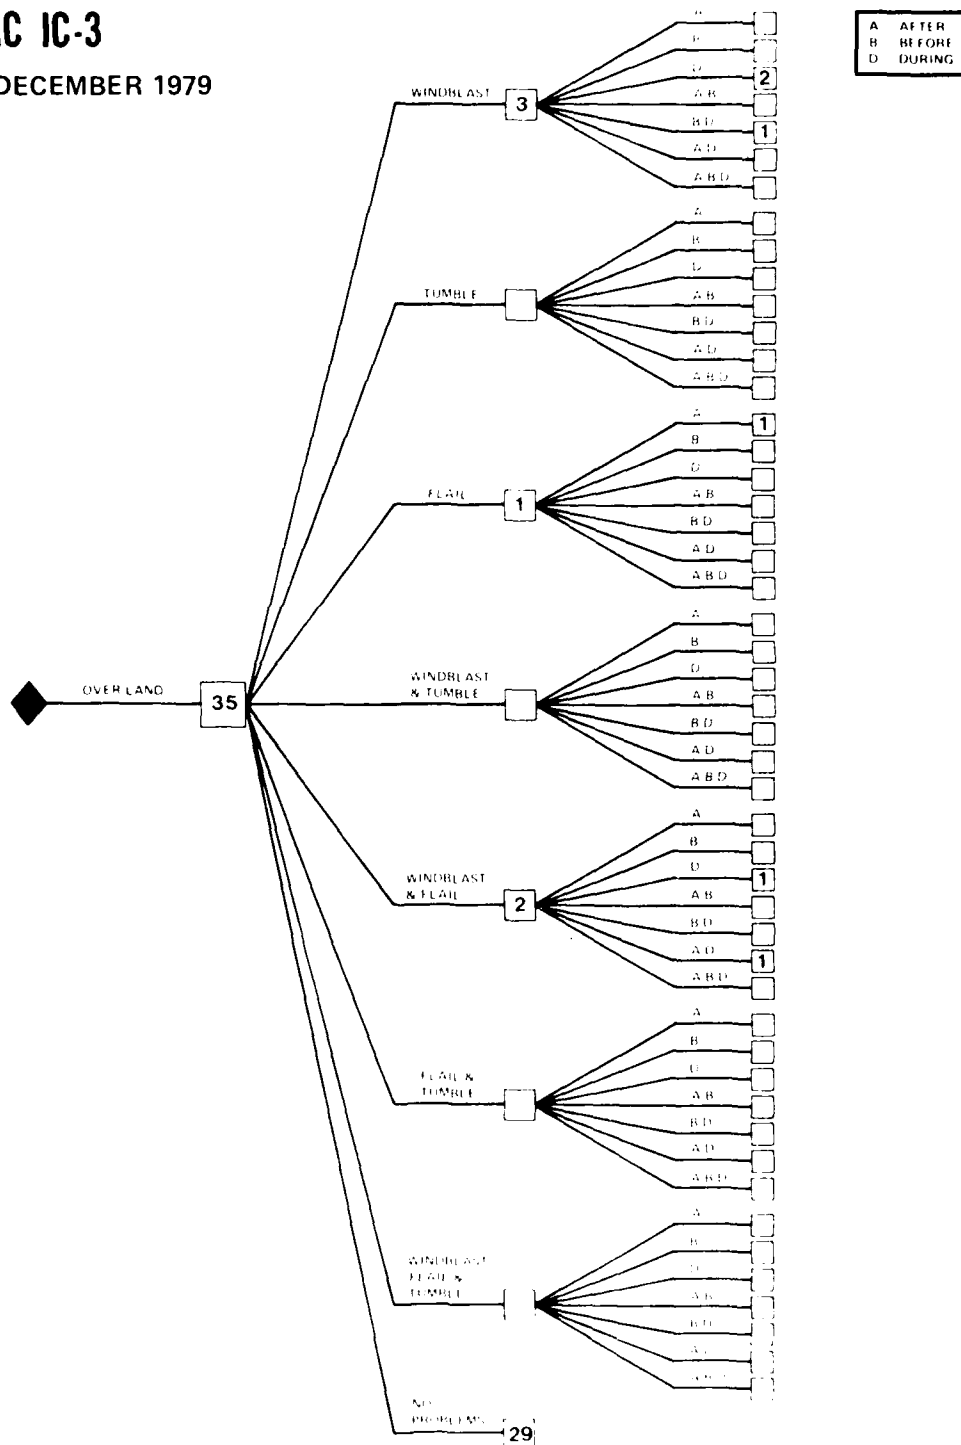 C IC-3
DECEMBER 1979
A AFTER
B BEFORE
D DURING
OVER LAND
35
WINDBLAST
3
A
B
D
2
A B
B D
1
A D
A B D
TUMBLE
A
B
D
A B
B D
A D
A B D
FLAIL
1
A
1
B
D
A B
B D
A D
A B D
WINDBLAST
& TUMBLE
A
B
D
A B
B D
A D
A B D
WINDBLAST
& FLAIL
2
A
B
D
1
A B
B D
A D
1
A B D
FLAIL &
TUMBLE
A
B
D
A B
B D
A D
A B D
WINDBLAST
FLAIL &
TUMBLE
A
B
D
A B
B D
NO
PROBLEMS
29